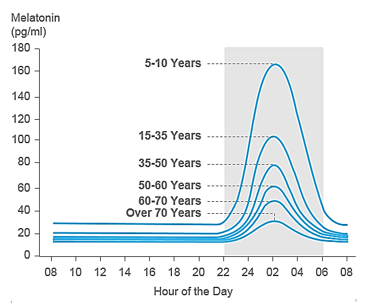 Melatonin
(pg/ml)
180
160
140
120
100
80
60
40
20
0
5-10 Years
15-35 Years
35-50 Years
50-60 Years
60-70 Years
Over 70 Years
08 10 12 14 16 18 20 22 24 02 04 06 08
Hour of the Day